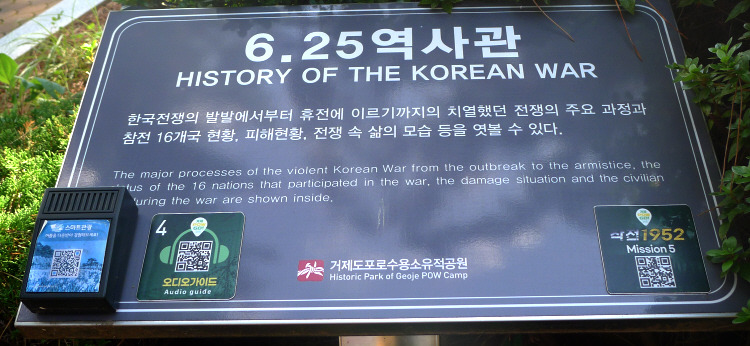 6.25역사관
HISTORY OF THE KOREAN WAR
한국전쟁의 발발에서부터 휴전에 이르기까지의 치열했던 전쟁의 주요 과정과
참전 16개국 현황, 피해현황, 전쟁 속 삶의 모습 등을 엿볼 수 있다.
The major processes of the violent Korean War from the outbreak to the armistice, the
of the 16 nations that participated in the war, the damage situation and the civilian
during the war are shown inside.
스마트관광
4
오디오가이드
Audio guide
거제도포로수용소유적공원
Historic Park of Geoje POW Camp
작전 1952
Mission 5